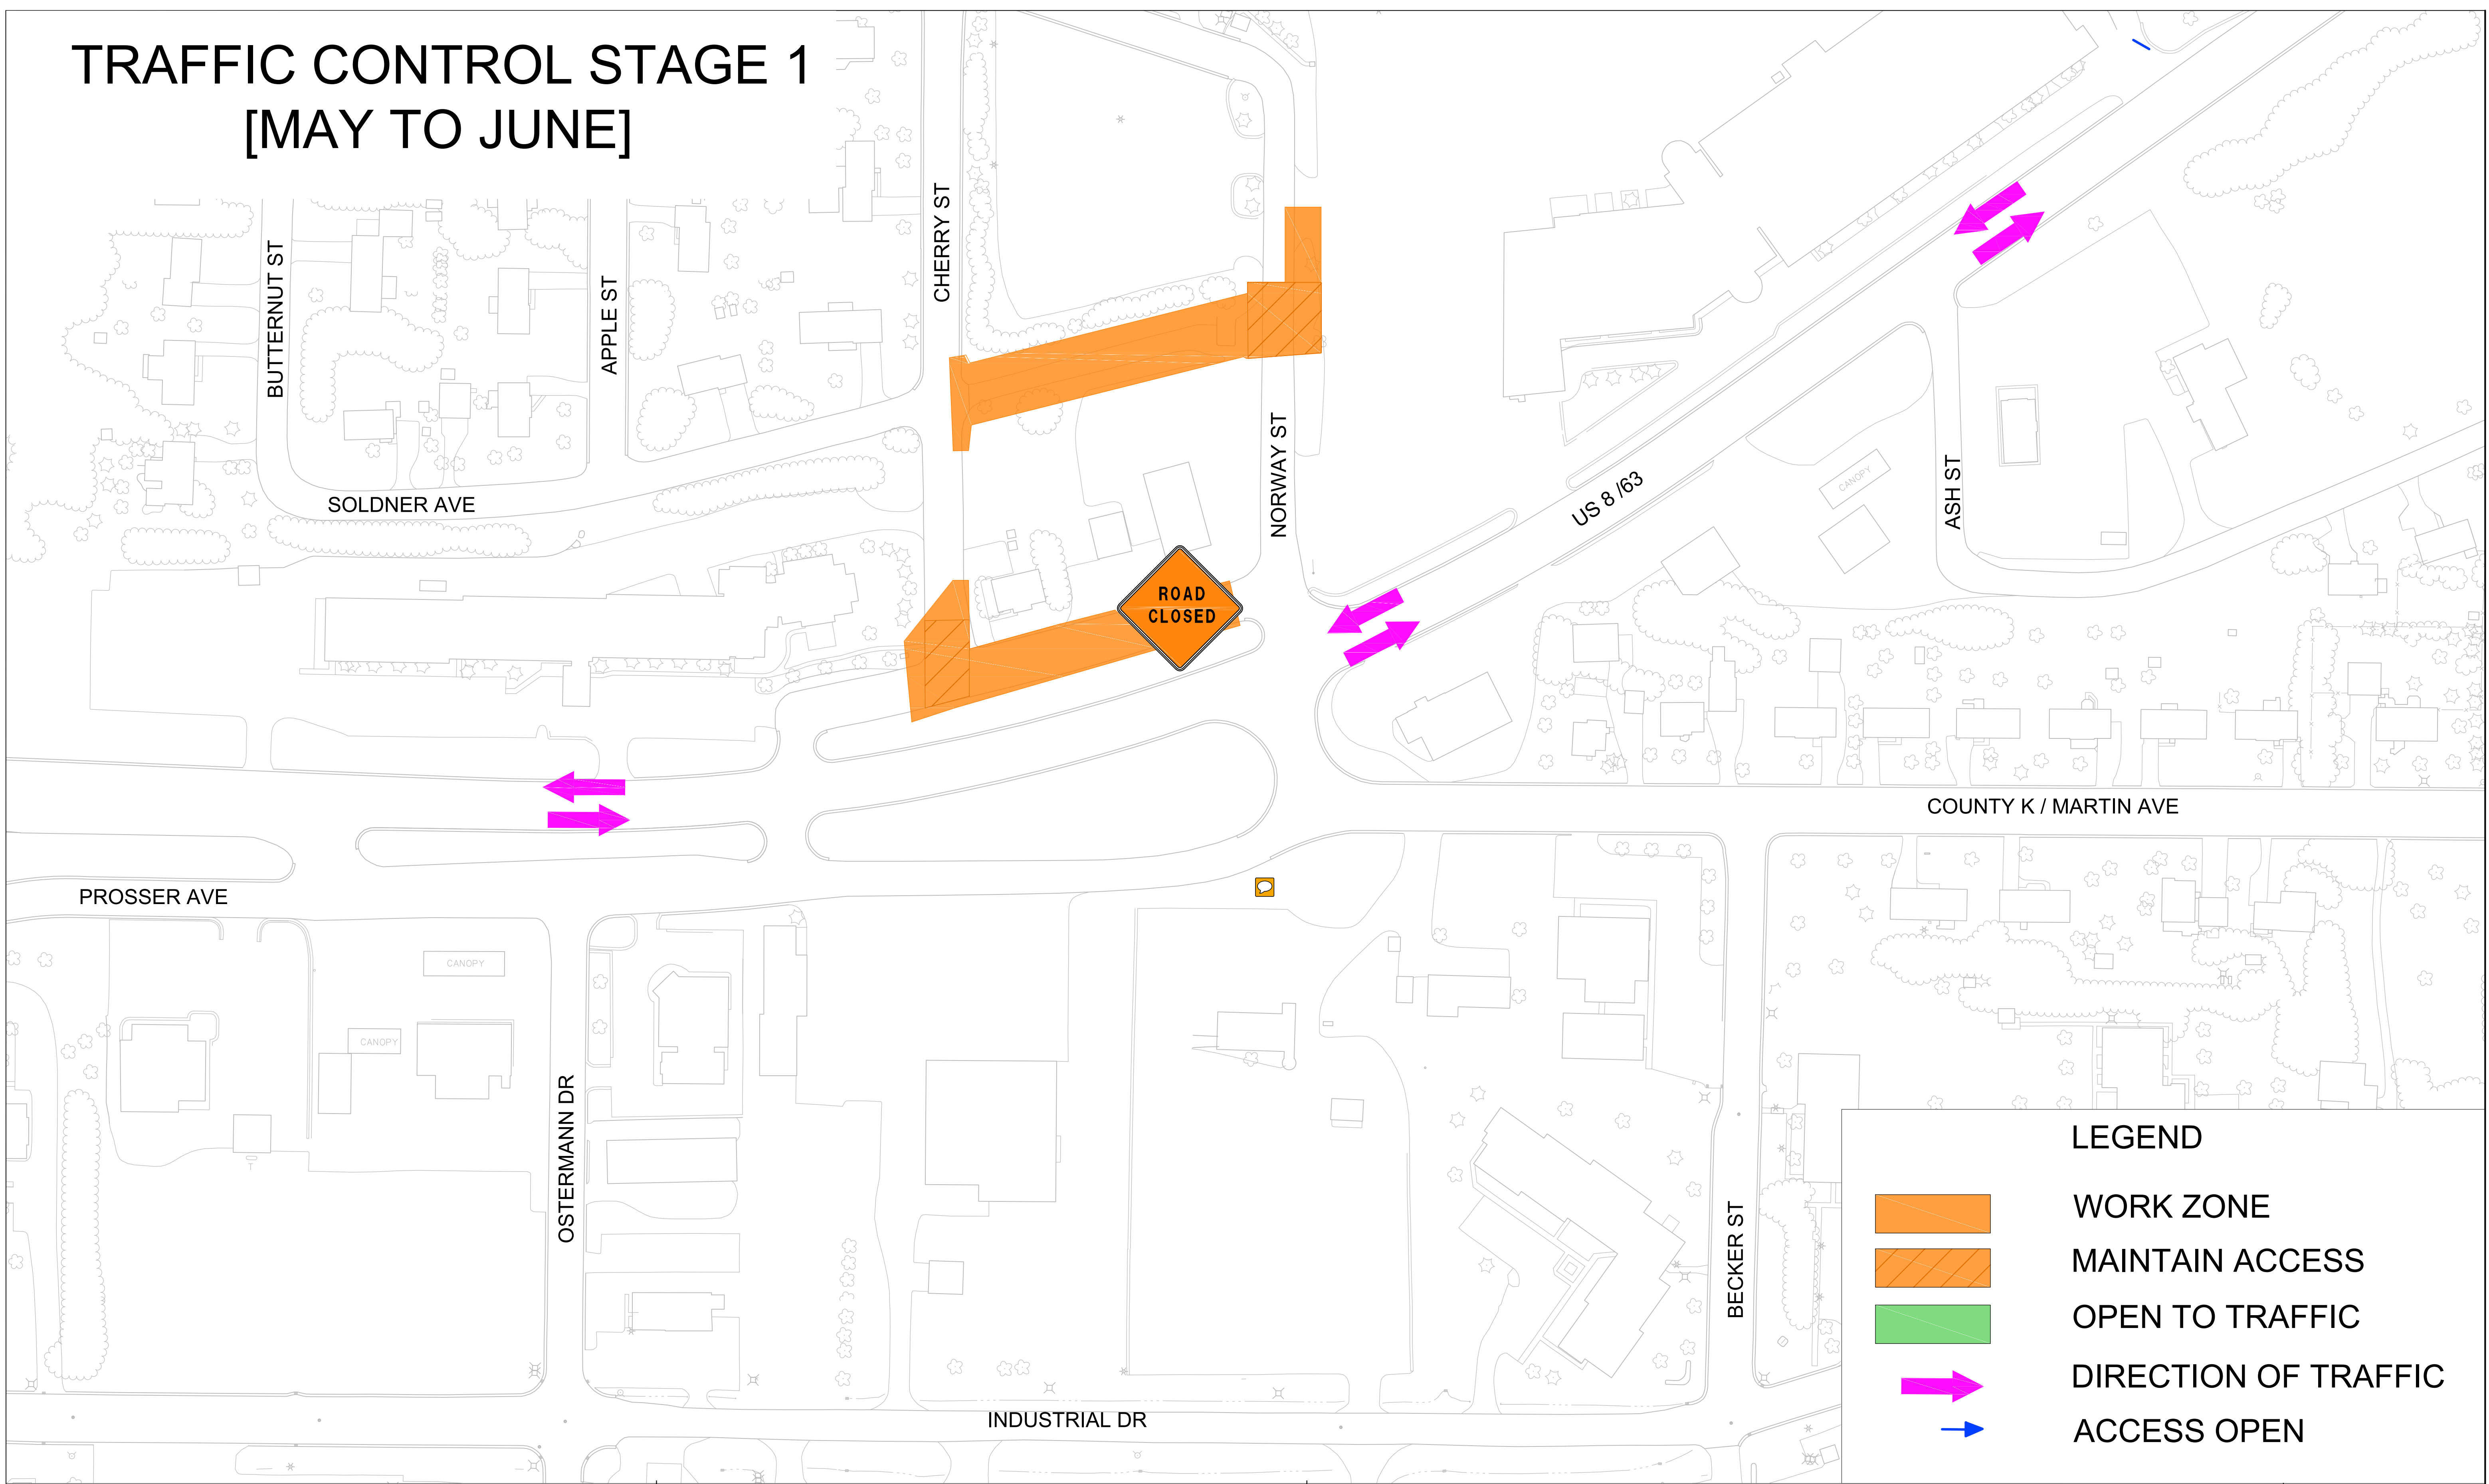 TRAFFIC CONTROL STAGE 1
[MAY TO JUNE]
BUTTERNUT ST
APPLE ST
CHERRY ST
NORWAY ST
SOLDNER AVE
US 8 /63
CANOPY
ASH ST
ROAD
CLOSED
COUNTY K / MARTIN AVE
PROSSER AVE
CANOPY
CANOPY
OSTERMANN DR
BECKER ST
INDUSTRIAL DR
LEGEND
WORK ZONE
MAINTAIN ACCESS
OPEN TO TRAFFIC
DIRECTION OF TRAFFIC
ACCESS OPEN